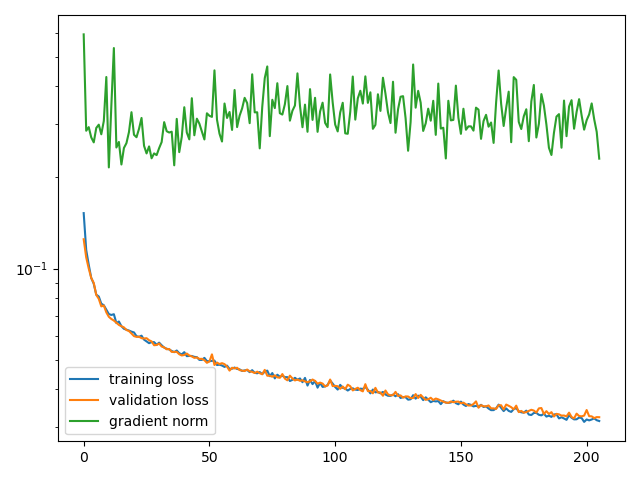 10⁻¹
training loss
validation loss
gradient norm
0 50 100 150 200